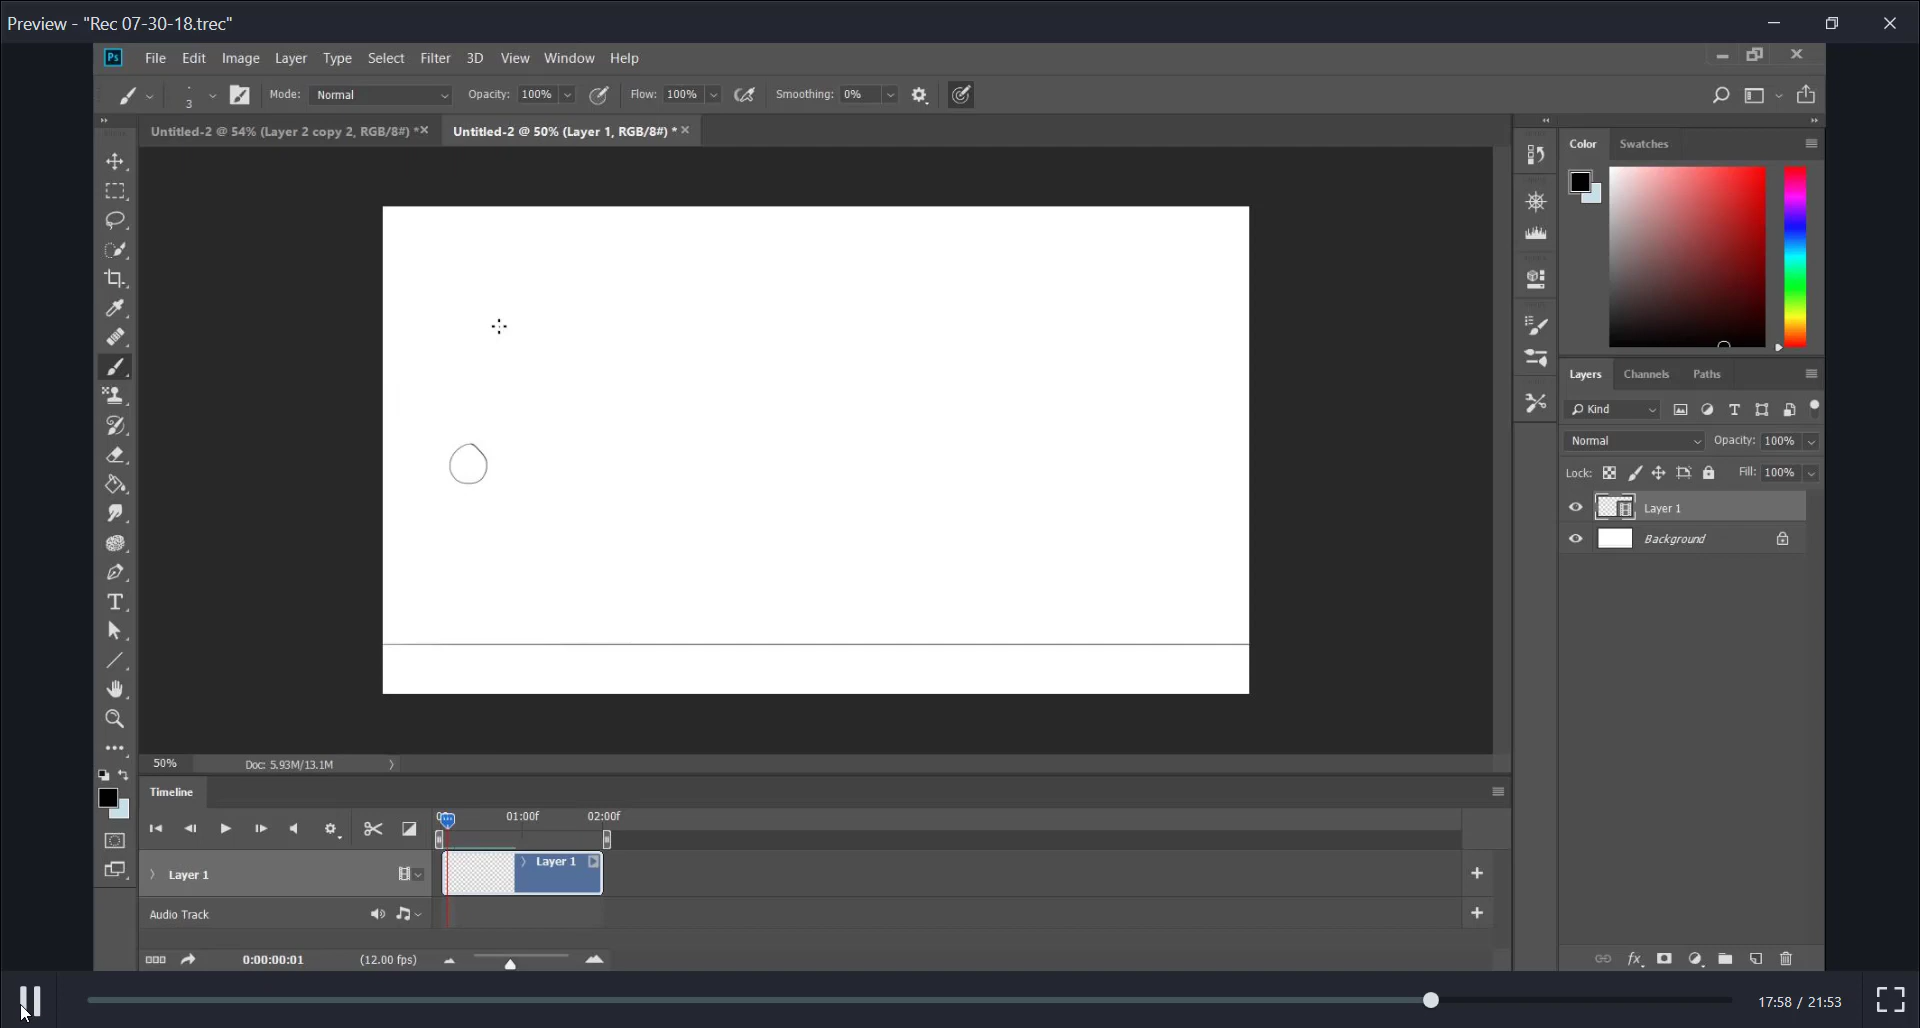 Preview - "Rec 07-30-18.trec"
Ps File Edit Image Layer Type Select Filter 3D View Window Help
3 Mode: Normal Opacity: 100% Flow: 100% Smoothing: 0%
Untitled-2 @ 54% (Layer 2 copy 2, RGB/8#) * Untitled-2 @ 50% (Layer 1, RGB/8#) *
Color Swatches
Layers Channels Paths
Kind
Normal Opacity: 100%
Lock: Fill: 100%
Layer 1
Background
50% Doc: 5.93M/13.1M
Timeline
01:00f 02:00f
Layer 1
Layer 1
Audio Track
0:00:00:01 (12.00 fps)
fx
17:58 / 21:53